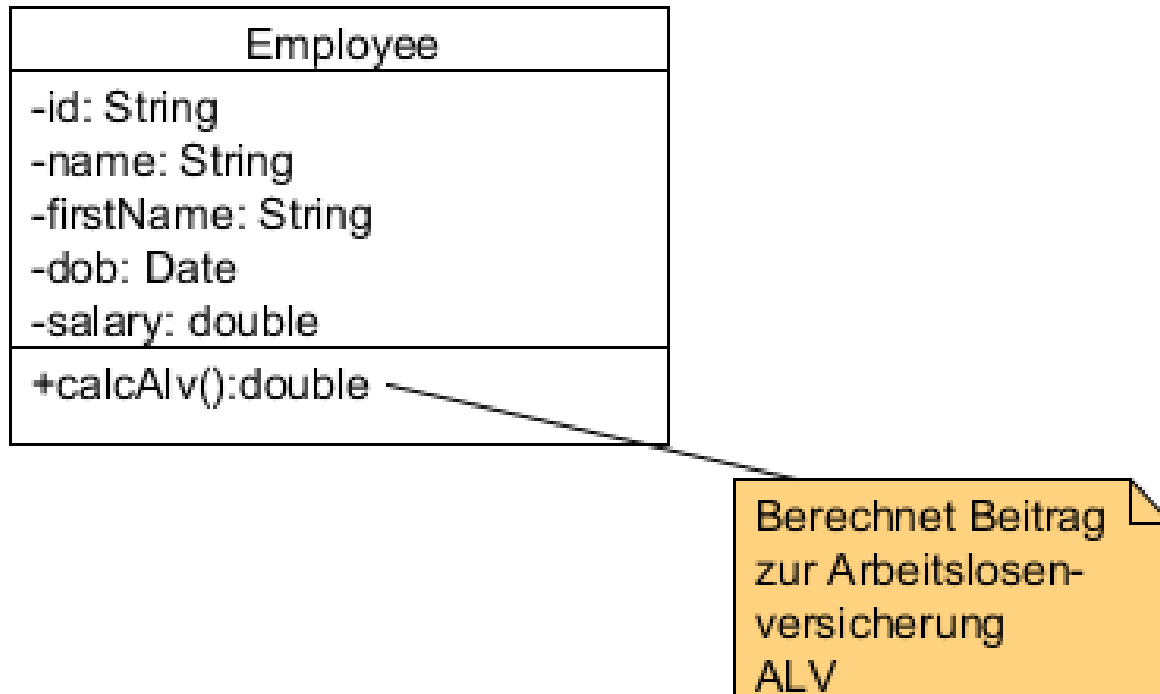 Employee
-id: String
-name: String
-firstName: String
-dob: Date
-salary: double
+calcAlv():double
Berechnet Beitrag
zur Arbeitslosen-
versicherung
ALV